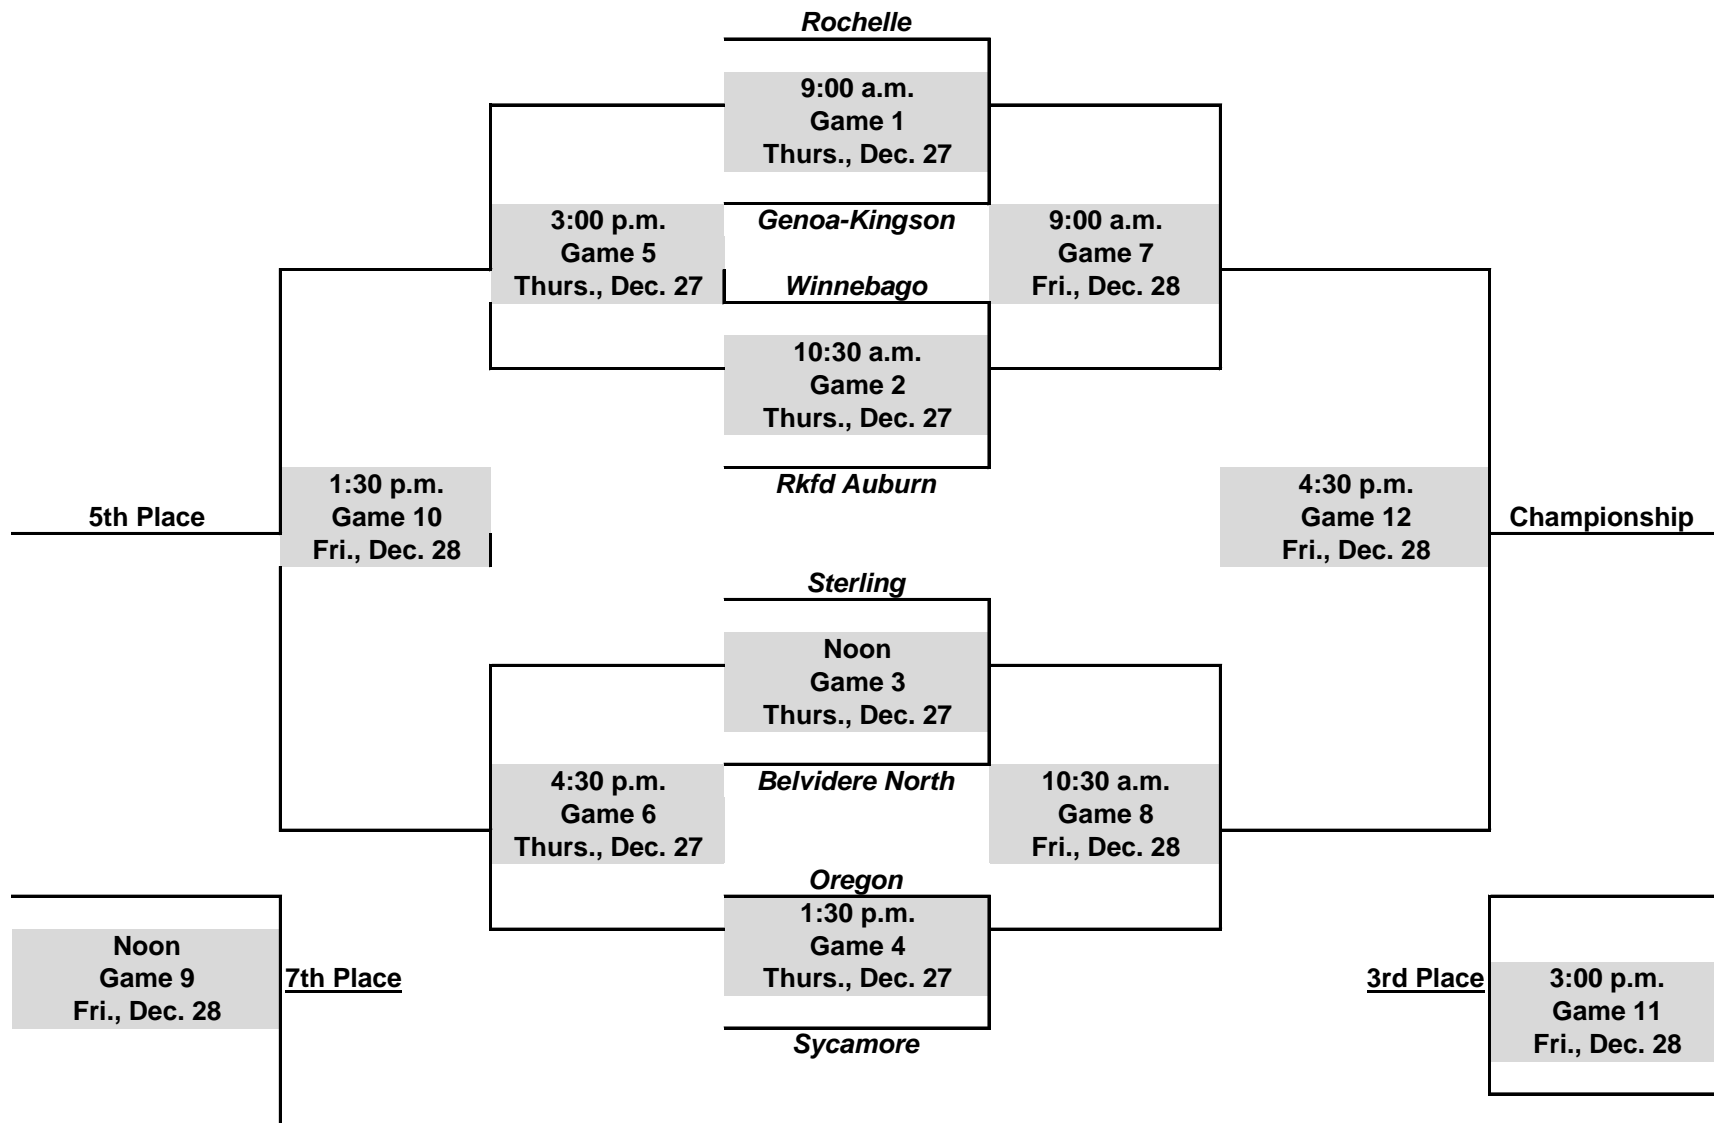 Rochelle
9:00 a.m.
Game 1
Thurs., Dec. 27
Genoa-Kingson
3:00 p.m.
Game 5
Thurs., Dec. 27
9:00 a.m.
Game 7
Fri., Dec. 28
Winnebago
10:30 a.m.
Game 2
Thurs., Dec. 27
Rkfd Auburn
5th Place
1:30 p.m.
Game 10
Fri., Dec. 28
4:30 p.m.
Game 12
Fri., Dec. 28
Championship
Sterling
Noon
Game 3
Thurs., Dec. 27
Belvidere North
4:30 p.m.
Game 6
Thurs., Dec. 27
10:30 a.m.
Game 8
Fri., Dec. 28
Oregon
1:30 p.m.
Game 4
Thurs., Dec. 27
Sycamore
Noon
Game 9
Fri., Dec. 28
7th Place
3rd Place
3:00 p.m.
Game 11
Fri., Dec. 28